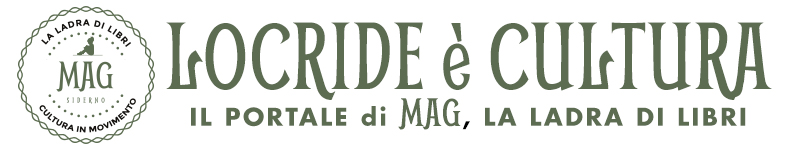 LA LADRA DI LIBRI
MAG
SIDERNO
CULTURA IN MOVIMENTO
LOCRIDE è CULTURA
IL PORTALE di MAG, LA LADRA DI LIBRI